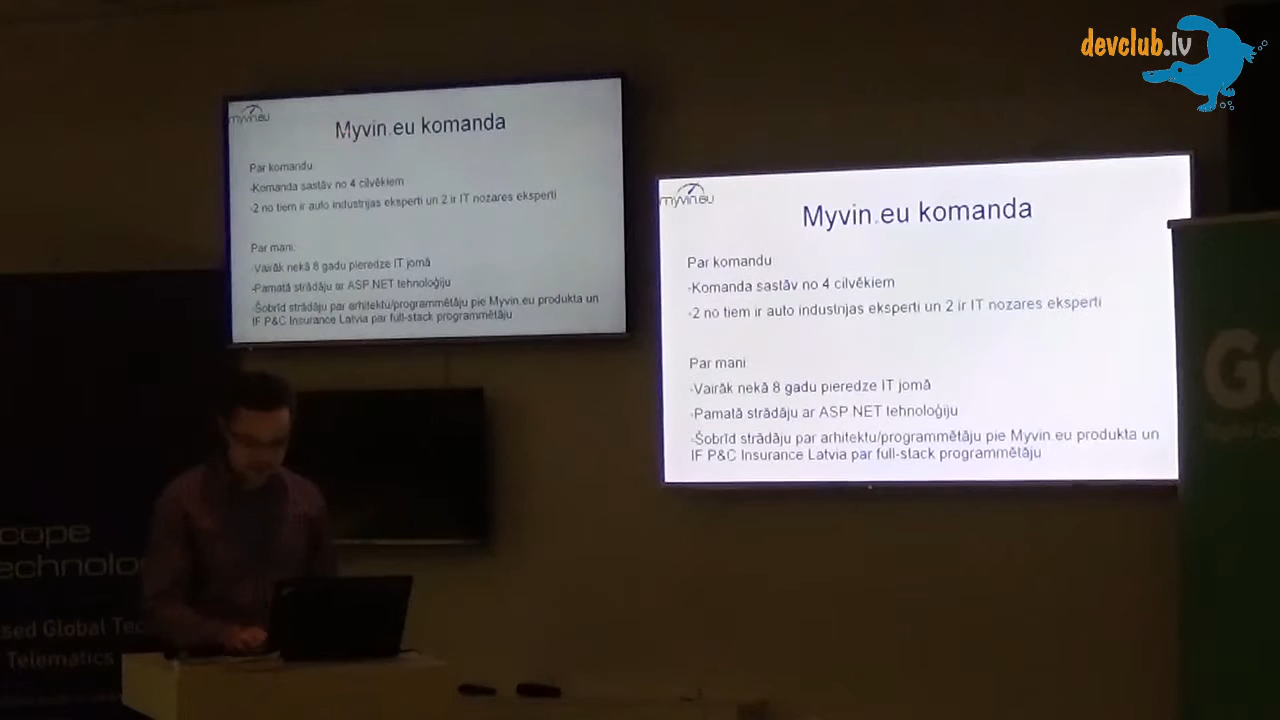 devclub.lv
myvin.eu
Myvin.eu komanda
Par komandu
-Komanda sastāv no 4 cilvēkiem
-2 no tiem ir auto industrijas eksperti un 2 ir IT nozares eksperti
Par mani:
-Vairāk nekā 8 gadu pieredze IT jomā
-Pamatā strādāju ar ASP.NET tehnoloģiju
-Šobrīd strādāju par arhitektu/programmētāju pie Myvin.eu produkta un
IF P&C Insurance Latvia par full-stack programmētāju
myvin.eu
Myvin.eu komanda
Par komandu
-Komanda sastāv no 4 cilvēkiem
-2 no tiem ir auto industrijas eksperti un 2 ir IT nozares eksperti
Par mani
-Vairāk nekā 8 gadu pieredze IT jomā
-Pamatā strādāju ar ASP.NET tehnoloģiju
-Šobrīd strādāju par arhitektu/programmētāju pie Myvin.eu produkta un
IF P&C Insurance Latvia par full-stack programmētāju
Ge
cope
echnolo
sed Global Tec
Telematics